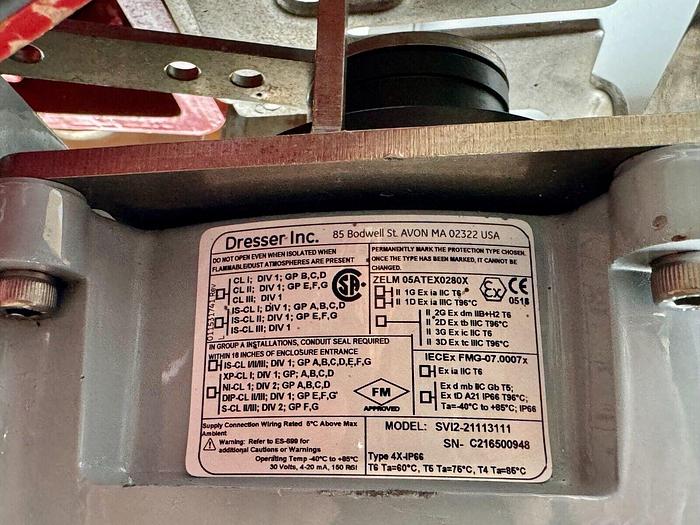 Dresser Inc. 85 Bodwell St. AVON MA 02322 USA
DO NOT OPEN EVEN WHEN ISOLATED WHEN
FLAMMABLE/DUST ATMOSPHERES ARE PRESENT
CL I; DIV 1; GP B,C,D
CL II; DIV 1; GP E,F,G
CL III; DIV 1
IS-CL I; DIV 1; GP A,B,C,D
IS-CL II; DIV 1; GP E,F,G
IS-CL III; DIV 1
SA
IN GROUP A INSTALLATIONS, CONDUIT SEAL REQUIRED
WITHIN 18 INCHES OF ENCLOSURE ENTRANCE
IS-CL I/II/III; DIV 1; GP A,B,C,D,E,F,G
XP-CL I; DIV 1; GP; A,B,C,D
NI-CL 1; DIV 2; GP A,B,C,D
DIP-CL II/III; DIV 1; GP E,F,G
S-CL II/III; DIV 2; GP F,G
FM
APPROVED
Supply Connection Wiring Rated 5°C Above Max
Ambient
Warning: Refer to ES-699 for
additional Cautions or Warnings
Operating Temp -40°C to +85°C
30 Volts, 4-20 mA, 150 PSI
PERMANENTLY MARK THE PROTECTION TYPE CHOSEN.
ONCE THE TYPE HAS BEEN MARKED, IT CANNOT BE
CHANGED.
ZELM 05ATEX0280X
II 1G Ex ia IIC T6
II 1D Ex ia IIIC T96°C
II 2G Ex dm IIB+H2 T6
II 2D Ex tb IIIC T96°C
II 3G Ex ic IIC T6
II 3D Ex tc IIIC T96°C
Ex CE
0518
IECEx FMG-07.0007x
Ex ia IIC T6
Ex d mb IIC Gb T5;
Ex tD A21 IP66 T96°C;
Ta=-40°C to +85°C; IP66
MODEL: SVI2-21113111
SN- C216500948
Type 4X-IP66
T6 Ta=60°C, T5 Ta=75°C, T4 Ta=85°C